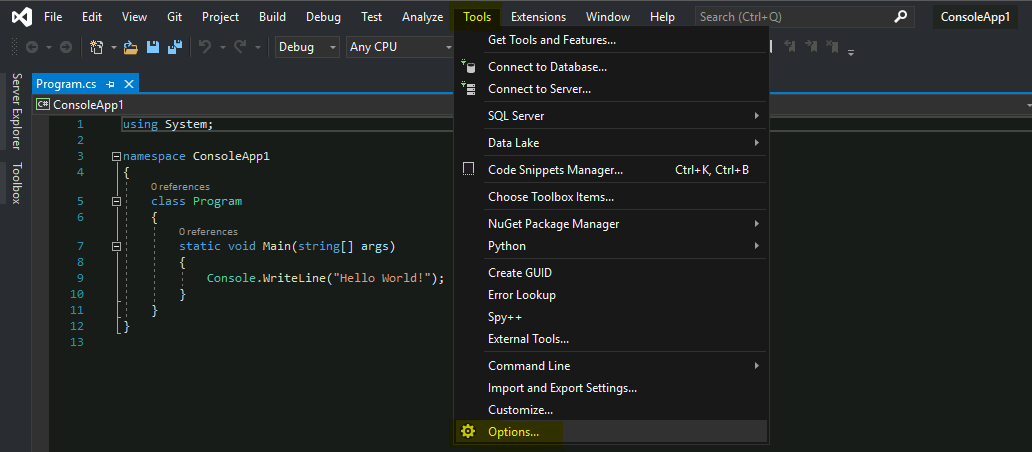 File Edit View Git Project Build Debug Test Analyze Tools Extensions Window Help Search (Ctrl+Q) ConsoleApp1
Debug Any CPU
Program.cs
ConsoleApp1
Server Explorer
Toolbox
1 using System;
2
3 namespace ConsoleApp1
4 {
0 references
5 class Program
6 {
0 references
7 static void Main(string[] args)
8 {
9 Console.WriteLine("Hello World!");
10 }
11 }
12 }
13
Get Tools and Features...
Connect to Database...
Connect to Server...
SQL Server
Data Lake
Code Snippets Manager... Ctrl+K, Ctrl+B
Choose Toolbox Items...
NuGet Package Manager
Python
Create GUID
Error Lookup
Spy++
External Tools...
Command Line
Import and Export Settings...
Customize...
Options...